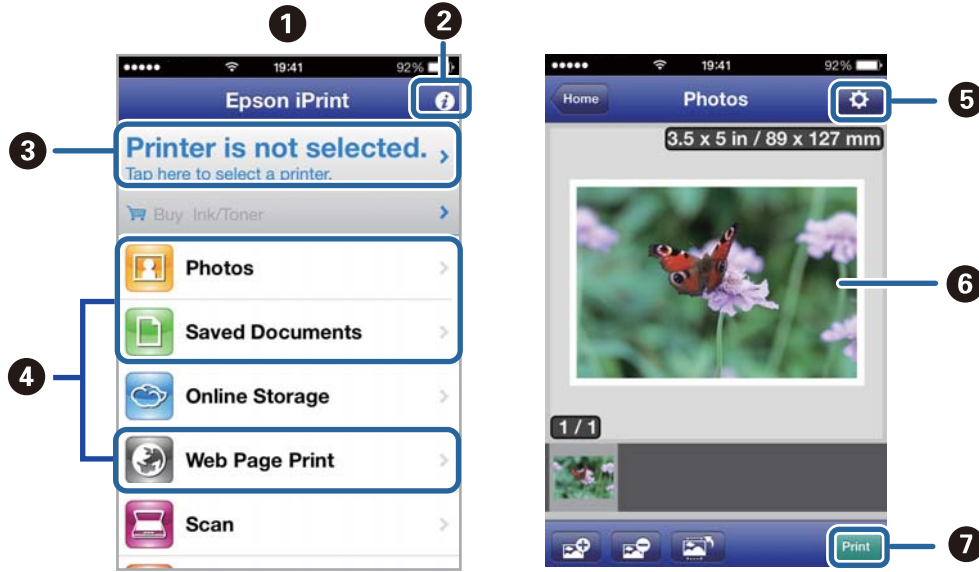 1
2
19:41
92%
Epson iPrint
3
Printer is not selected.
Tap here to select a printer.
Buy Ink/Toner
Photos
Saved Documents
4
Online Storage
Web Page Print
Scan
19:41
92%
Home
Photos
5
3.5 x 5 in / 89 x 127 mm
6
1 / 1
Print
7